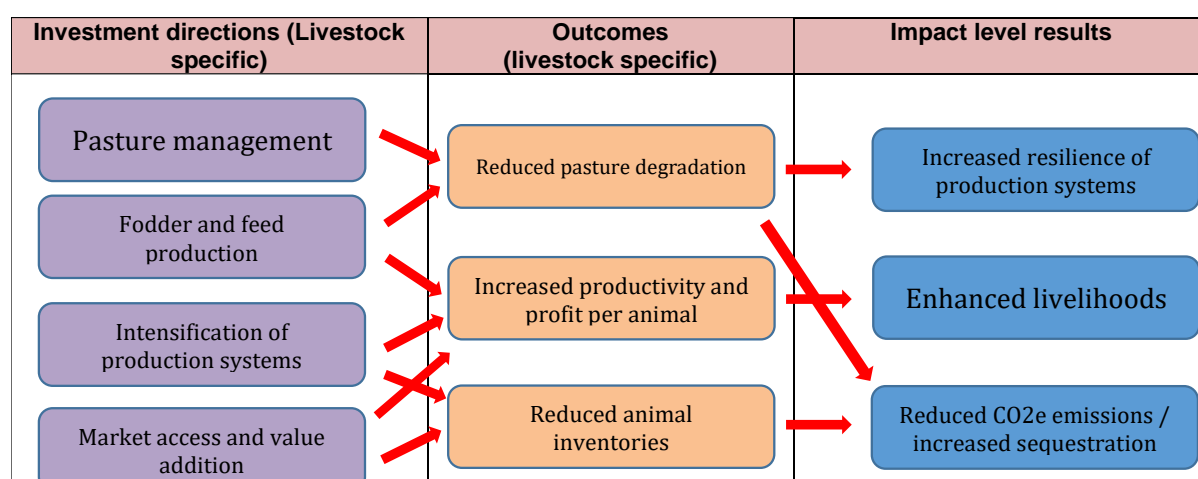 Investment directions (Livestock
specific)
Outcomes
(livestock specific)
Impact level results
Pasture management
Fodder and feed
production
Intensification of
production systems
Market access and value
addition
Reduced pasture degradation
Increased productivity and
profit per animal
Reduced animal
inventories
Increased resilience of
production systems
Enhanced livelihoods
Reduced CO2e emissions /
increased sequestration